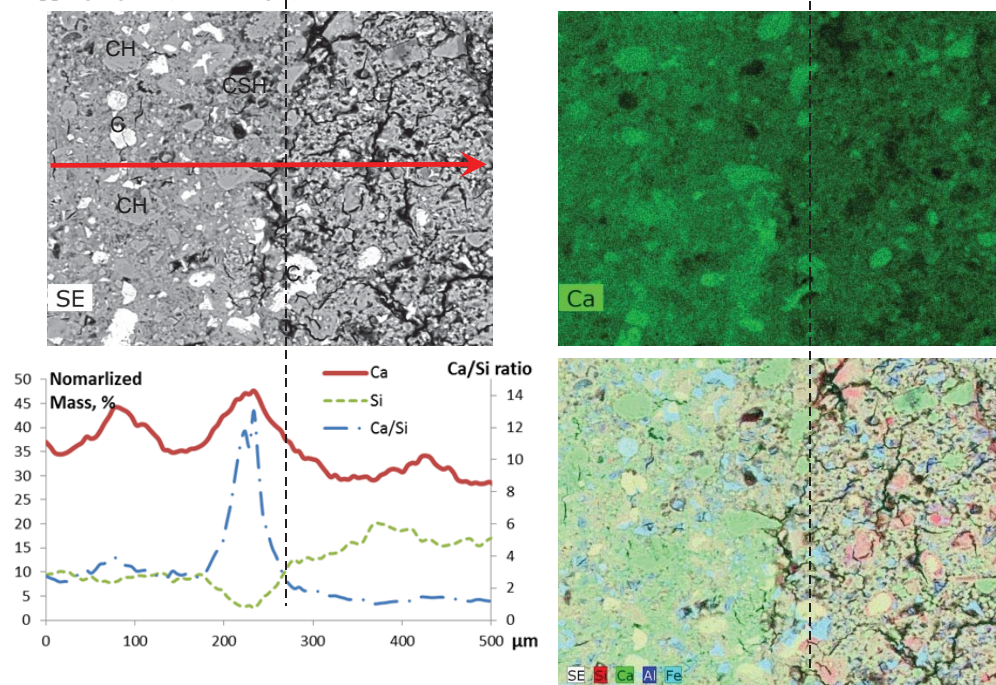 CH
CSH
C
CH
C
SE
Ca
50
45
40
35
30
25
20
15
10
5
0
Nomarlized
Mass, %
Ca
Si
Ca/Si
Ca/Si ratio
14
12
10
8
6
4
2
0
0 100 200 300 400 500 μm
SE Si Ca Al Fe